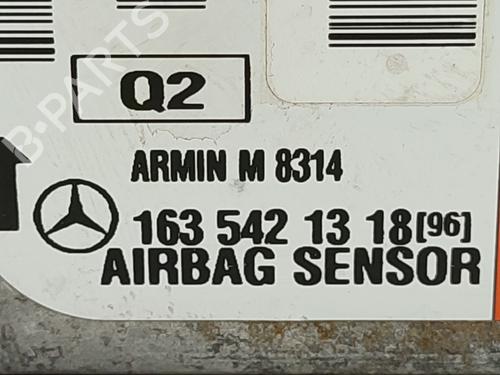 Q2
ARMIN M 8314
163 542 13 18[96]
AIRBAG SENSOR
B-PARTS